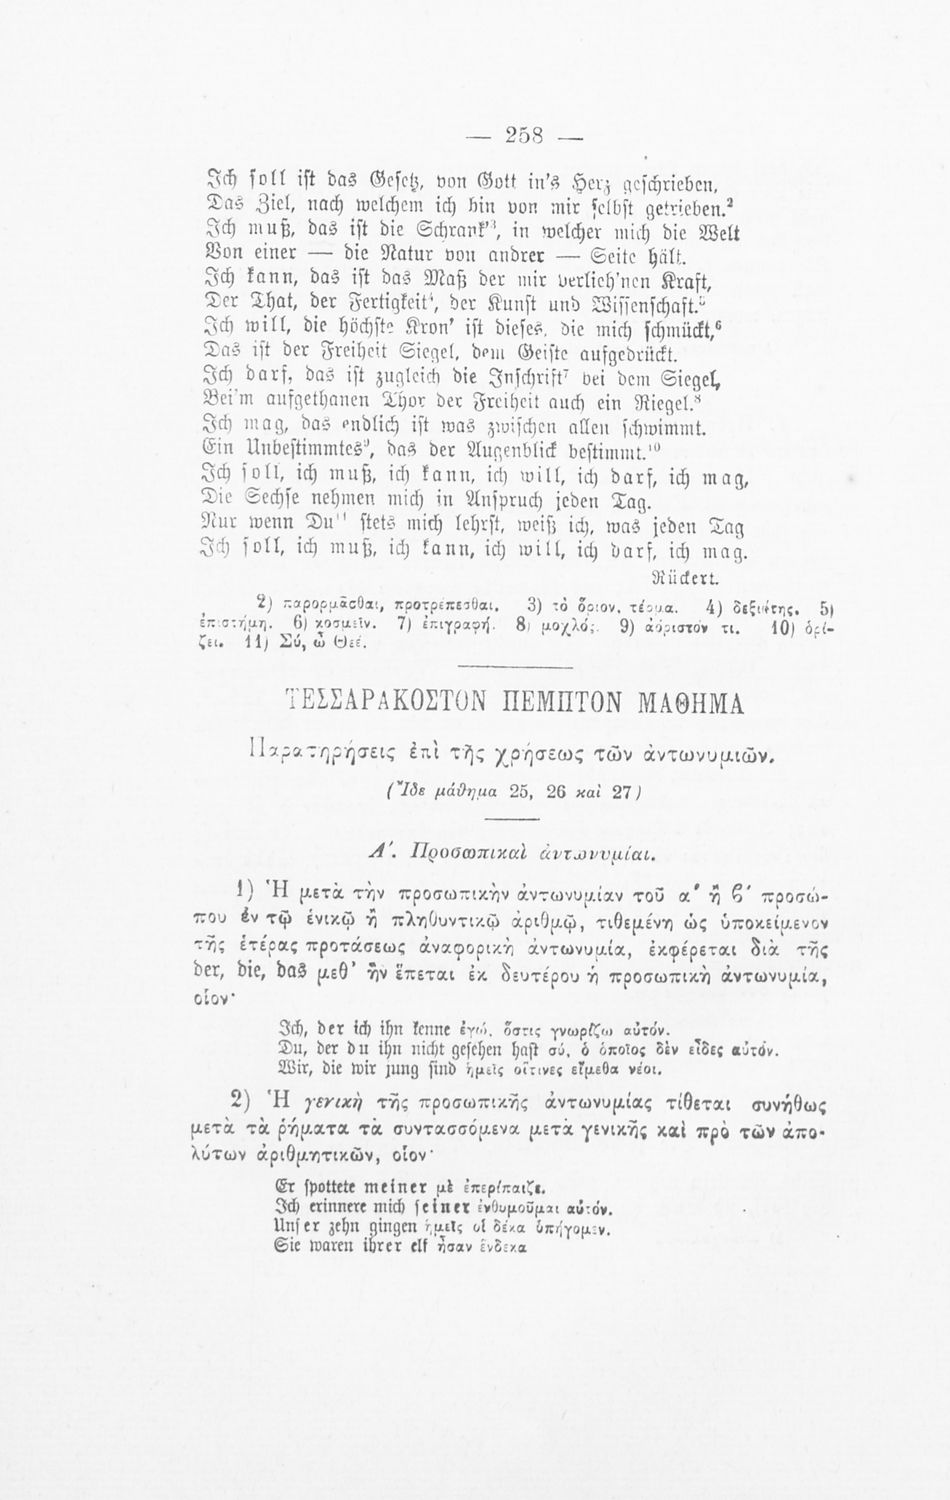 — 258 —
Ich soll ist das Gesetz, von Gott in's Herz geschrieben,
Das Ziel, nach welchem ich bin von mir selbst getrieben.²
Ich muß, das ist die Schrank'³, in welcher mich die Welt
Von einer — die Natur von andrer — Seite hält.
Ich kann, das ist das Maß der mir verlieh'nen Kraft,
Der That, der Fertigkeit⁴, der Kunst und Wissenschaft.⁵
Ich will, die höchste Kron' ist dieses, die mich schmückt,⁶
Das ist der Freiheit Siegel, dem Geiste aufgedrückt.
Ich darf, das ist zugleich die Inschrift⁷ bei dem Siegel,
Bei'm aufgethanen Thor der Freiheit auch ein Riegel.⁸
Ich mag, das endlich ist was zwischen allen schwimmt.
Ein Unbestimmtes⁹, das der Augenblick bestimmt.¹⁰
Ich soll, ich muß, ich kann, ich will, ich darf, ich mag,
Die Sechse nehmen mich in Anspruch jeden Tag.
Nur wenn Du¹¹ stets mich lehrst, weiß ich, was jeden Tag
Ich soll, ich muß, ich kann, ich will, ich darf, ich mag.
Rückert.
2) παρορμᾶσθαι, προτρέπεσθαι. 3) τὸ ὅριον, τέρμα. 4) δεξιότης. 5)
ἐπιστήμη. 6) κοσμεῖν. 7) ἐπιγραφή. 8) μοχλός. 9) ἀόριστόν τι. 10) ὁρί-
ζει. 11) Σύ, ὦ Θεέ.
ΤΕΣΣΑΡΑΚΟΣΤΟΝ ΠΕΜΠΤΟΝ ΜΑΘΗΜΑ
Παρατηρήσεις ἐπὶ τῆς χρήσεως τῶν ἀντωνυμιῶν.
(Ἴδε μάθημα 25, 26 καὶ 27)
Α΄. Προσωπικαὶ ἀντωνυμίαι.
1) Ἡ μετὰ τὴν προσωπικὴν ἀντωνυμίαν τοῦ α΄ ἢ ϐ΄ προσώ-
που ἐν τῷ ἑνικῷ ἢ πληθυντικῷ ἀριθμῷ, τιθεμένη ὡς ὑποκείμενον
τῆς ἑτέρας προτάσεως ἀναφορικὴ ἀντωνυμία, ἐκφέρεται διὰ τῆς
der, die, das μεθ' ἣν ἕπεται ἐκ δευτέρου ἡ προσωπικὴ ἀντωνυμία,
οἷον·
Ich, der ich ihn kenne ἐγώ, ὅστις γνωρίζω αὐτόν.
Du, der du ihn nicht gesehen hast σύ, ὁ ὁποῖος δὲν εἶδες αὐτόν.
Wir, die wir jung sind ἡμεῖς οἵτινες εἴμεθα νέοι.
2) Ἡ γενικὴ τῆς προσωπικῆς ἀντωνυμίας τίθεται συνήθως
μετὰ τὰ ῥήματα τὰ συντασσόμενα μετὰ γενικῆς καὶ πρὸ τῶν ἀπο-
λύτων ἀριθμητικῶν, οἷον·
Er spottete meiner μὲ ἐπερίπαιζε.
Ich erinnere mich seiner ἐνθυμοῦμαι αὐτόν.
Unser zehn gingen ἡμεῖς οἱ δέκα ὑπήγομεν.
Sie waren ihrer elf ἦσαν ἕνδεκα